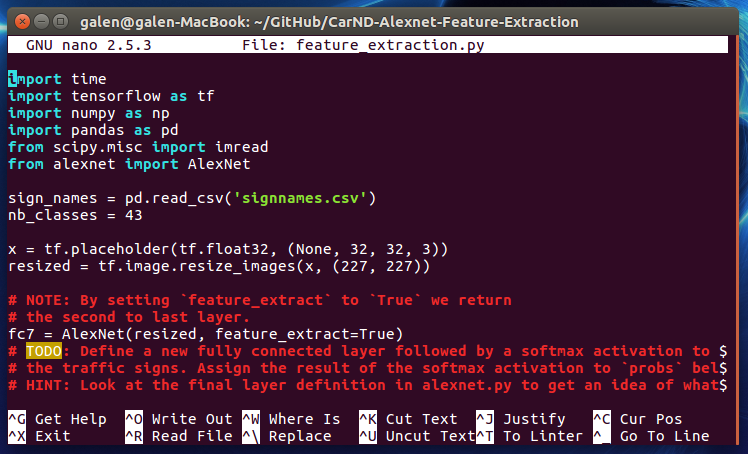 galen@galen-MacBook: ~/GitHub/CarND-Alexnet-Feature-Extraction
GNU nano 2.5.3 File: feature_extraction.py
import time
import tensorflow as tf
import numpy as np
import pandas as pd
from scipy.misc import imread
from alexnet import AlexNet
sign_names = pd.read_csv('signnames.csv')
nb_classes = 43
x = tf.placeholder(tf.float32, (None, 32, 32, 3))
resized = tf.image.resize_images(x, (227, 227))
# NOTE: By setting `feature_extract` to `True` we return
# the second to last layer.
fc7 = AlexNet(resized, feature_extract=True)
# TODO: Define a new fully connected layer followed by a softmax activation to $
# the traffic signs. Assign the result of the softmax activation to `probs` bel$
# HINT: Look at the final layer definition in alexnet.py to get an idea of what$
^G Get Help ^O Write Out ^W Where Is ^K Cut Text ^J Justify ^C Cur Pos
^X Exit ^R Read File ^\ Replace ^U Uncut Text ^T To Linter ^_ Go To Line